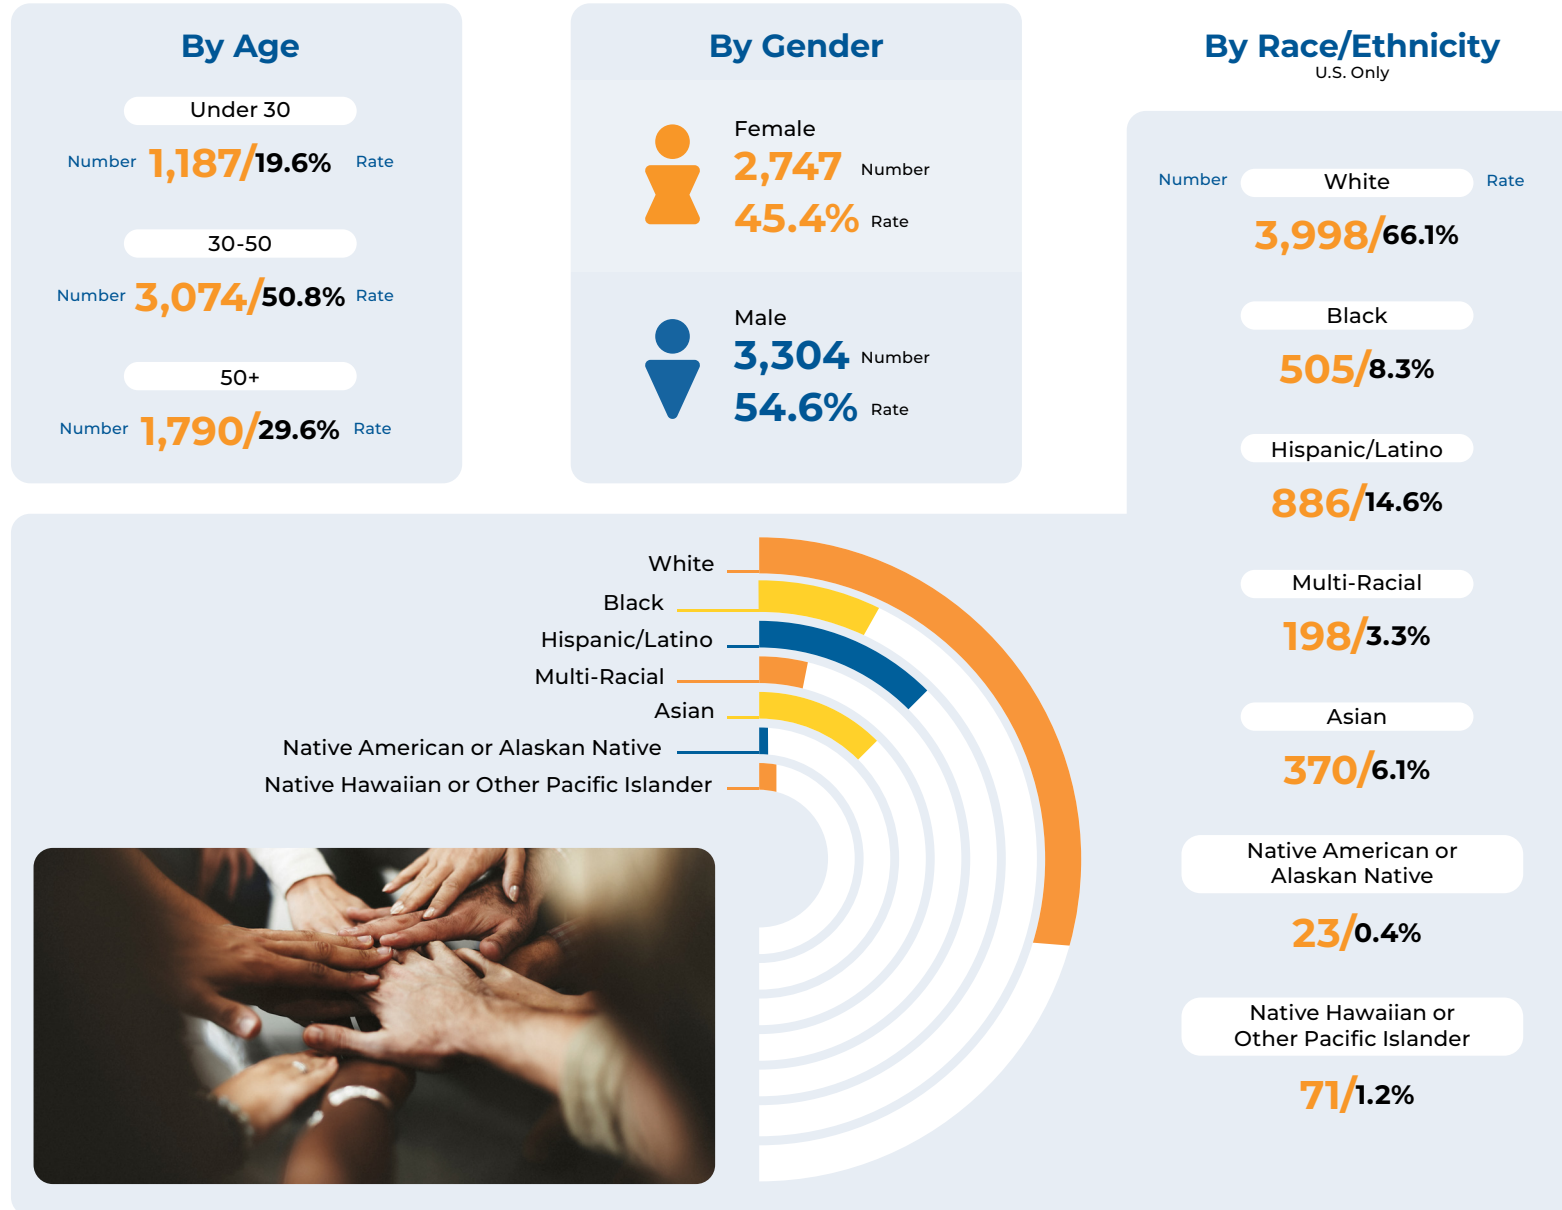 By Age
Under 30
Number 1,187/19.6% Rate
30-50
Number 3,074/50.8% Rate
50+
Number 1,790/29.6% Rate
By Gender
Female
2,747 Number
45.4% Rate
Male
3,304 Number
54.6% Rate
By Race/Ethnicity
U.S. Only
Number White Rate
3,998/66.1%
Black
505/8.3%
Hispanic/Latino
886/14.6%
Multi-Racial
198/3.3%
Asian
370/6.1%
Native American or
Alaskan Native
23/0.4%
Native Hawaiian or
Other Pacific Islander
71/1.2%
White
Black
Hispanic/Latino
Multi-Racial
Asian
Native American or Alaskan Native
Native Hawaiian or Other Pacific Islander